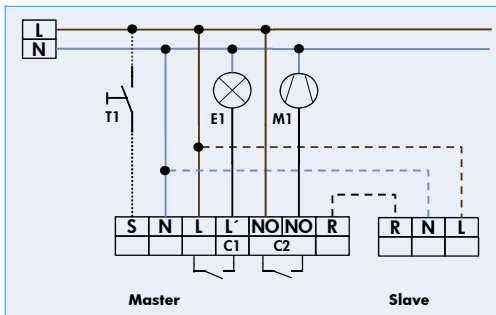 L
N
T1
E1
M1
S N L L´ NO NO R
C1 C2
R N L
Master
Slave